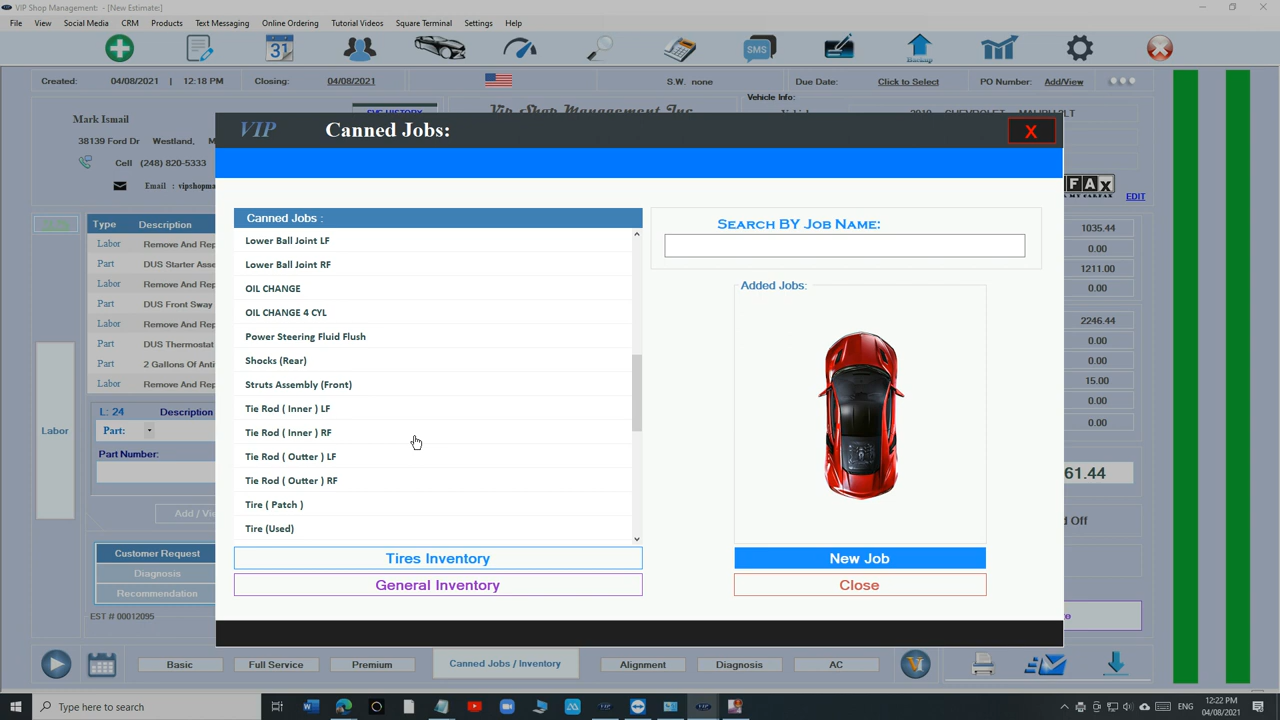 VIP Shop Management: - [New Estimate:]
File View Social Media CRM Products Text Messaging Online Ordering Tutorial Videos Square Terminal Settings Help
31 SMS Backup
Created: 04/08/2021 | 12:18 PM Closing: 04/08/2021 S.W. none Due Date: Click to Select PO Number: Add/View
Vehicle Info:
Mark Ismail
38139 Ford Dr Westland, M
Cell (248) 820-5333
Email : vipshopma
EDIT
VIP Canned Jobs: X
Canned Jobs :
Lower Ball Joint LF
Lower Ball Joint RF
OIL CHANGE
OIL CHANGE 4 CYL
Power Steering Fluid Flush
Shocks (Rear)
Struts Assembly (Front)
Tie Rod ( Inner ) LF
Tie Rod ( Inner ) RF
Tie Rod ( Outter ) LF
Tie Rod ( Outter ) RF
Tire ( Patch )
Tire (Used)
Tires Inventory
General Inventory
Search BY Job Name:
Added Jobs:
New Job
Close
Type Description
Labor Remove And Rep
Part DUS Starter Asse
Labor Remove And Rep
Part DUS Front Sway
Labor Remove And Rep
Part DUS Thermostat
Part 2 Gallons Of Anti
Labor Remove And Rep
Labor
L: 24 Description
Part:
Part Number:
Add / Vie
Customer Request
Diagnosis
Recommendation
EST # 00012095
1035.44
0.00
1211.00
0.00
2246.44
0.00
0.00
15.00
0.00
0.00
61.44
d Off
Basic Full Service Premium Canned Jobs / Inventory Alignment Diagnosis AC
Type here to search
ENG 12:22 PM
04/08/2021